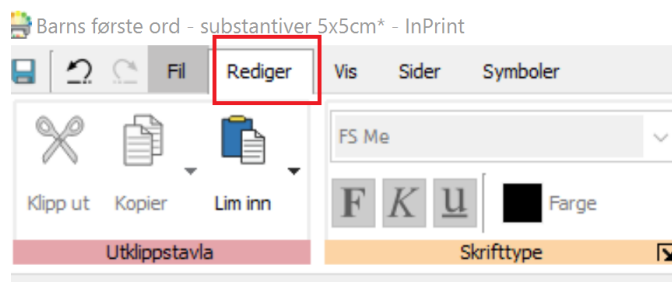 Barns første ord - substantiver 5x5cm* - InPrint
Fil Rediger Vis Sider Symboler
FS Me
Klipp ut Kopier Lim inn
F K u Farge
Utklippstavla Skrifttype